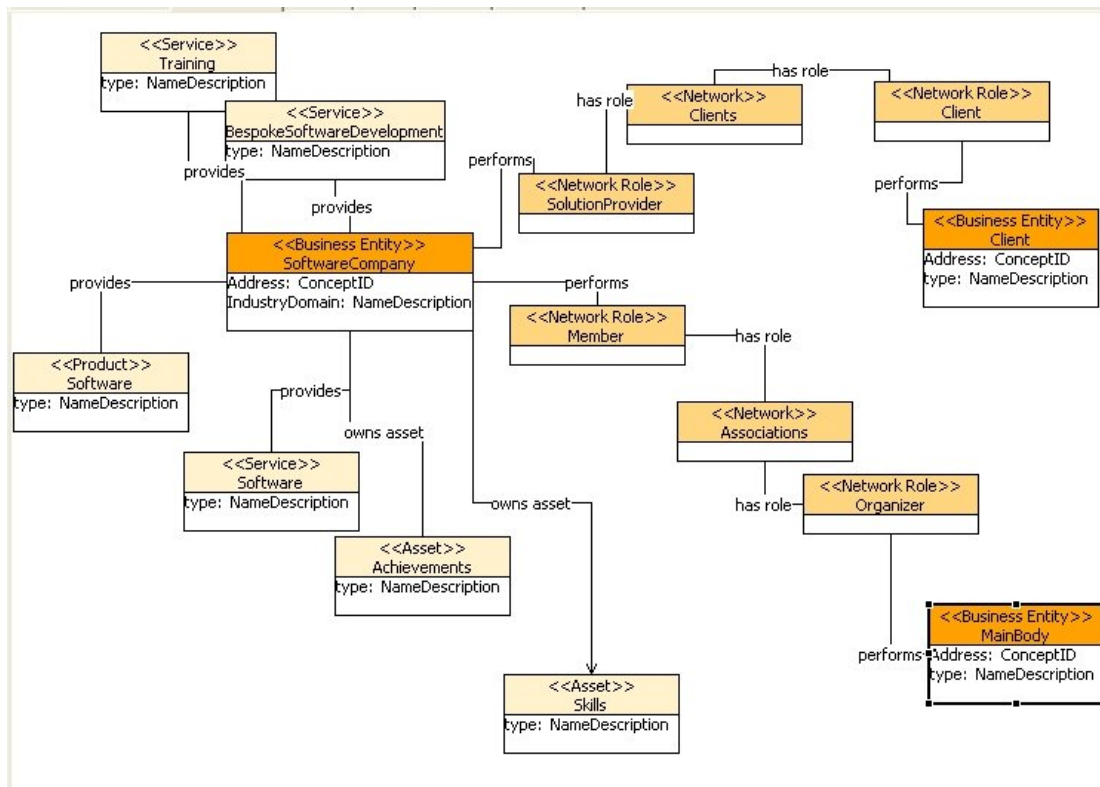 <<Service>>
Training
type: NameDescription
<<Service>>
BespokeSoftwareDevelopment
type: NameDescription
provides
provides
<<Business Entity>>
SoftwareCompany
Address: ConceptID
IndustryDomain: NameDescription
performs
<<Network Role>>
SolutionProvider
has role
<<Network>>
Clients
has role
<<Network Role>>
Client
performs
<<Business Entity>>
Client
Address: ConceptID
type: NameDescription
provides
<<Product>>
Software
type: NameDescription
performs
<<Network Role>>
Member
has role
<<Network>>
Associations
has role
<<Network Role>>
Organizer
performs
<<Business Entity>>
MainBody
Address: ConceptID
type: NameDescription
provides
<<Service>>
Software
type: NameDescription
owns asset
<<Asset>>
Achievements
type: NameDescription
owns asset
<<Asset>>
Skills
type: NameDescription